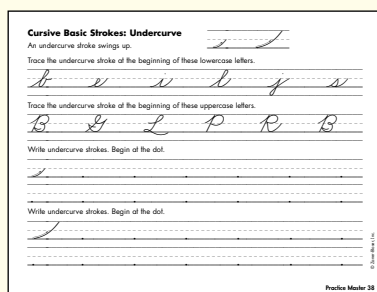 Cursive Basic Strokes: Undercurve
An undercurve stroke swings up.
Trace the undercurve stroke at the beginning of these lowercase letters.
b e i l j s
Trace the undercurve stroke at the beginning of these uppercase letters.
B G L P R B
Write undercurve strokes. Begin at the dot.
Write undercurve strokes. Begin at the dot.
© Zaner-Bloser, Inc.
Practice Master 38